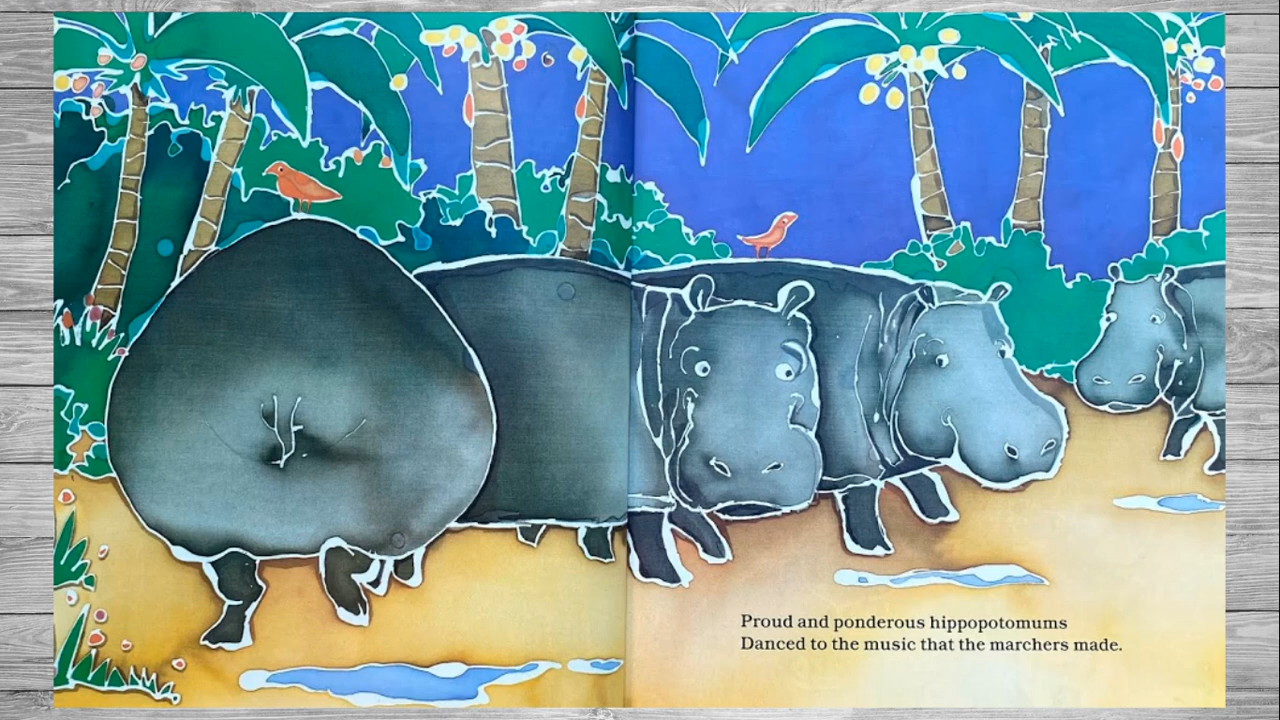 Proud and ponderous hippopotomums
Danced to the music that the marchers made.